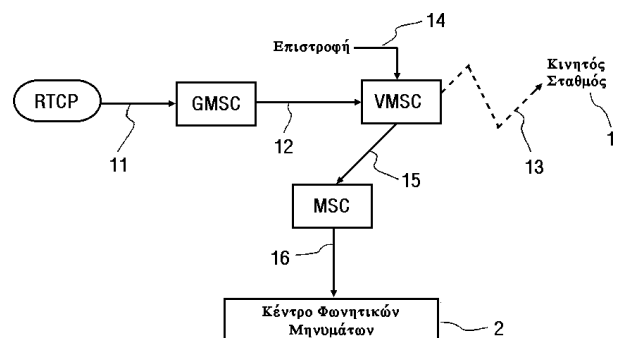 14
Επιστροφή
Κινητός
Σταθμός
RTCP
GMSC
VMSC
11
12
13
1
15
MSC
16
Κέντρο Φωνητικών
Μηνυμάτων
2